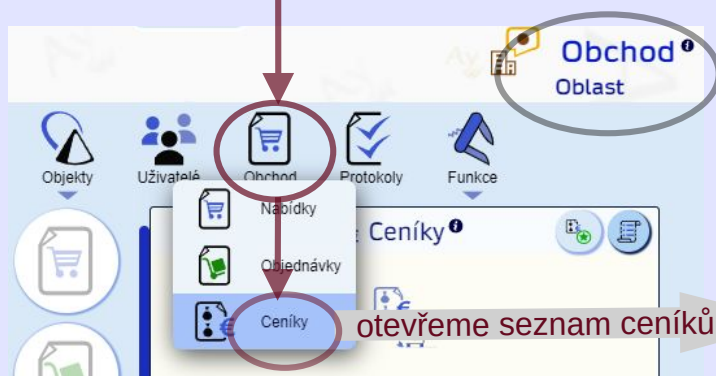 Obchod
Oblast
Objekty
Uživatelé
Obchod
Protokoly
Funkce
Nabídky
Ceníky
Objednávky
Ceníky
otevřeme seznam ceníků